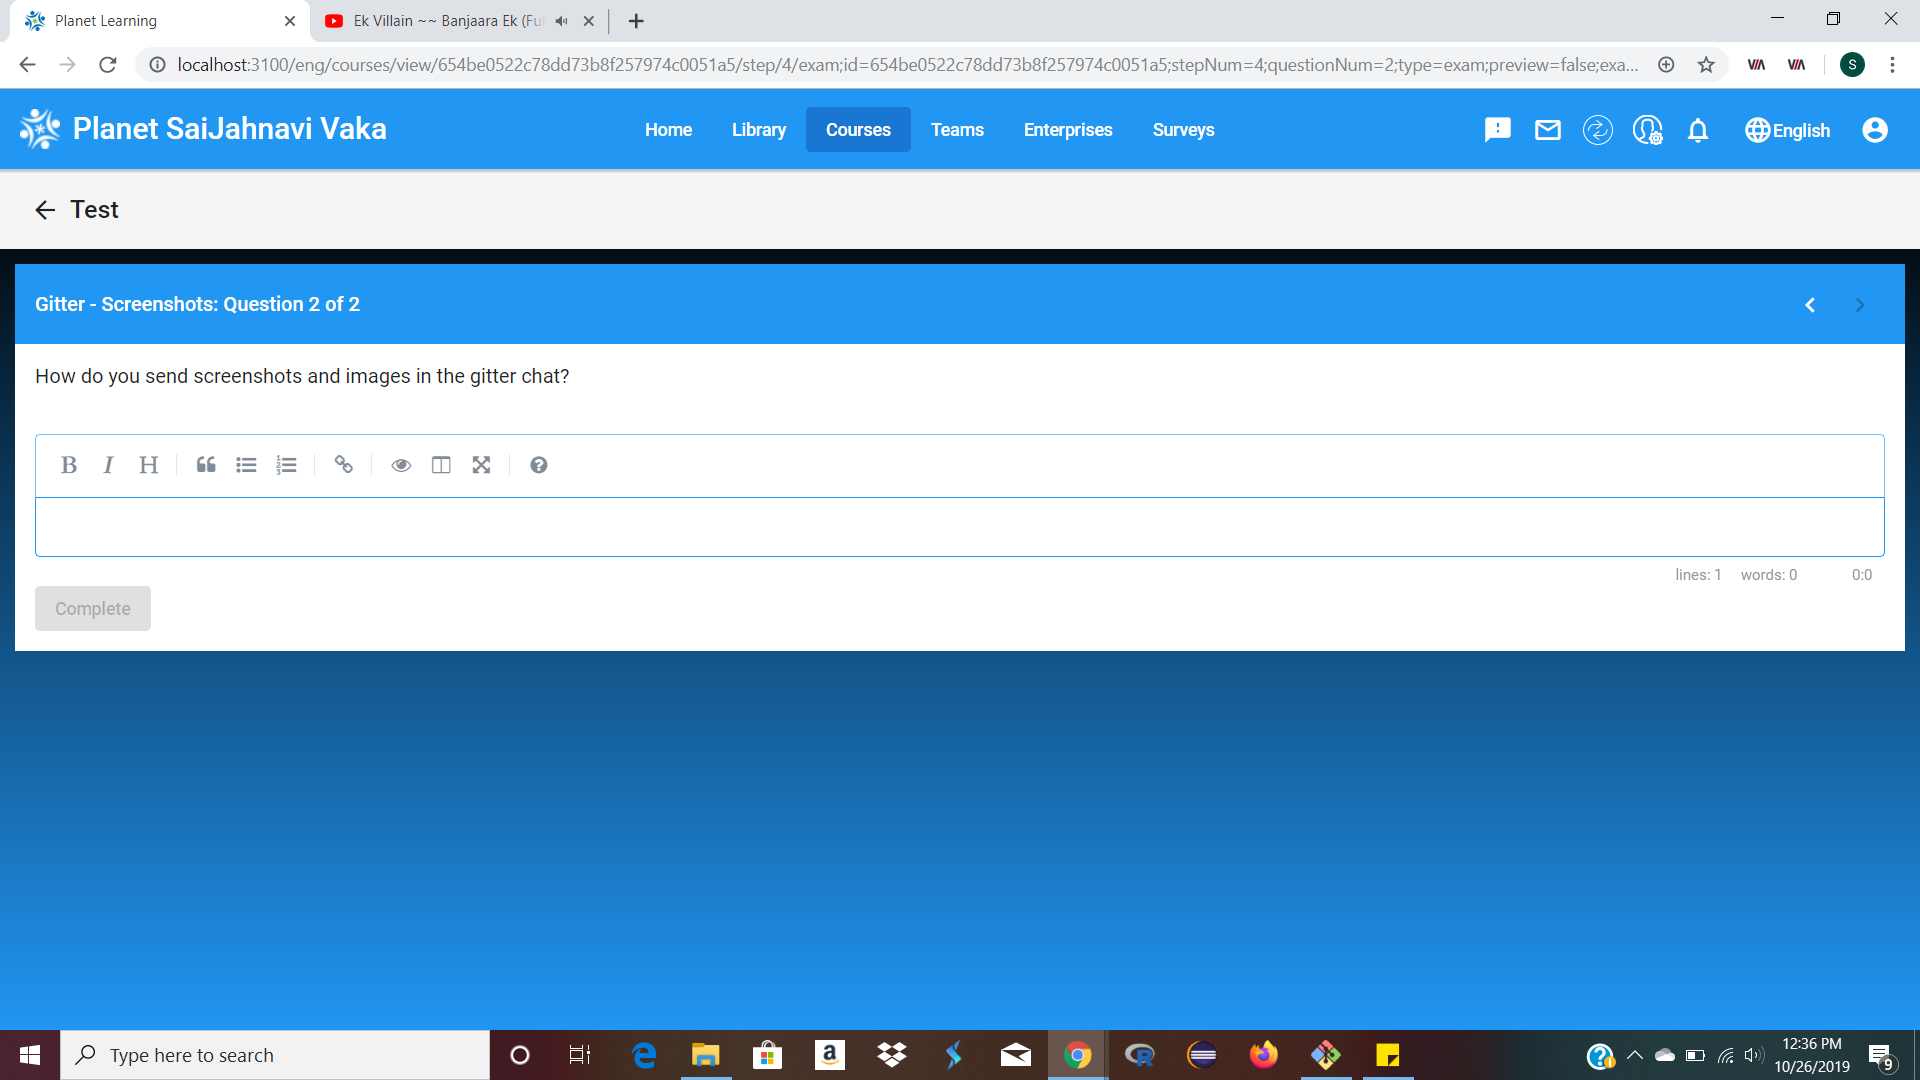 Planet Learning
Ek Villain ~~ Banjaara Ek (Fu
localhost:3100/eng/courses/view/654be0522c78dd73b8f257974c0051a5/step/4/exam;id=654be0522c78dd73b8f257974c0051a5;stepNum=4;questionNum=2;type=exam;preview=false;exa...
VIA
VIA
S
Planet SaiJahnavi Vaka
Home
Library
Courses
Teams
Enterprises
Surveys
English
Test
Gitter - Screenshots: Question 2 of 2
How do you send screenshots and images in the gitter chat?
B I H
lines: 1 words: 0 0:0
Complete
Type here to search
12:36 PM
10/26/2019
9